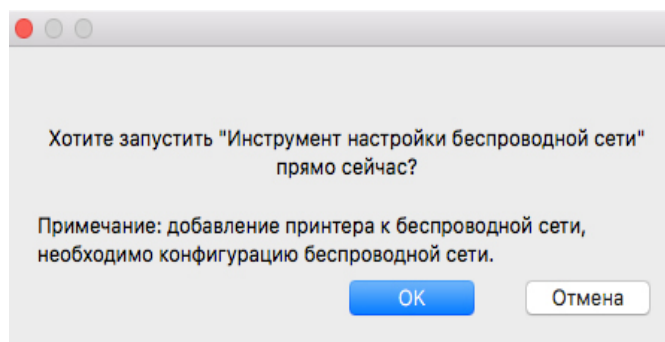 Хотите запустить "Инструмент настройки беспроводной сети"
прямо сейчас?
Примечание: добавление принтера к беспроводной сети,
необходимо конфигурацию беспроводной сети.
OK
Отмена